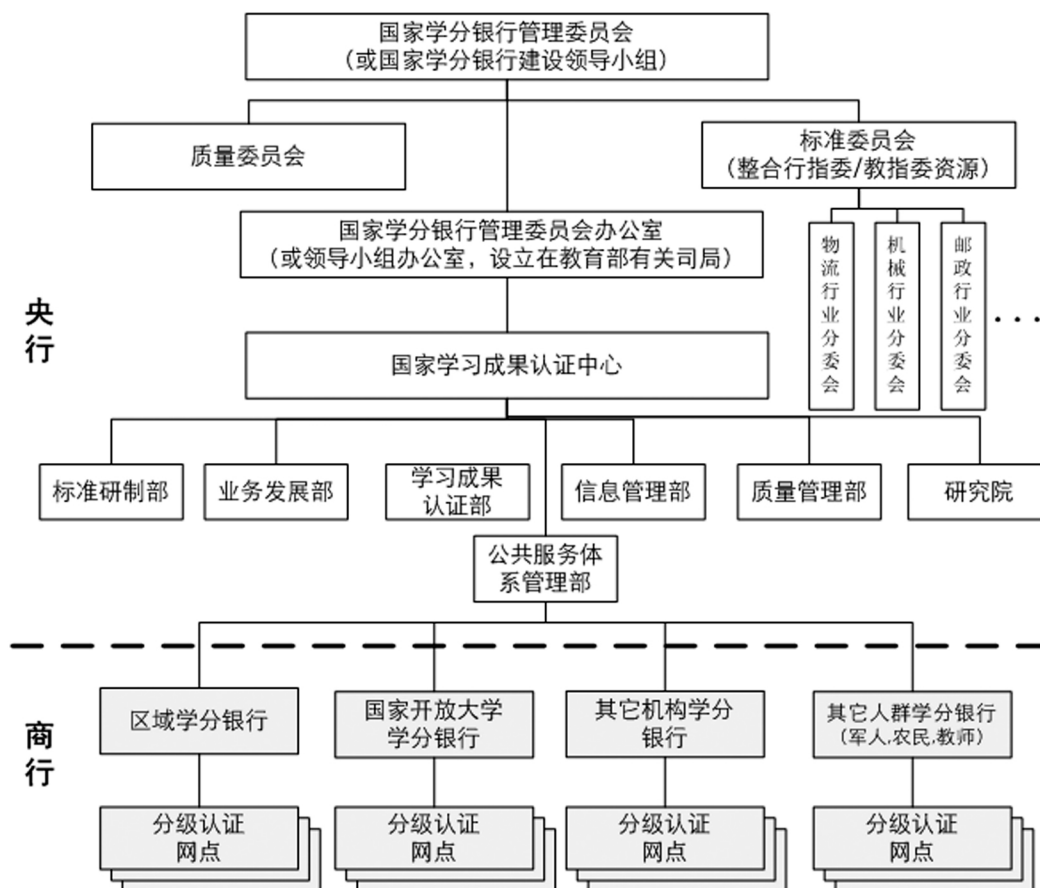 国家学分银行管理委员会
（或国家学分银行建设领导小组）
质量委员会
标准委员会
（整合行指委/教指委资源）
国家学分银行管理委员会办公室
（或领导小组办公室，设立在教育部有关司局）
物流行业分委会
机械行业分委会
邮政行业分委会
...
央行
国家学习成果认证中心
标准研制部
业务发展部
学习成果
认证部
信息管理部
质量管理部
研究院
公共服务体
系管理部
商行
区域学分银行
国家开放大学
学分银行
其它机构学分
银行
其它人群学分银行
（军人,农民,教师）
分级认证
网点
分级认证
网点
分级认证
网点
分级认证
网点